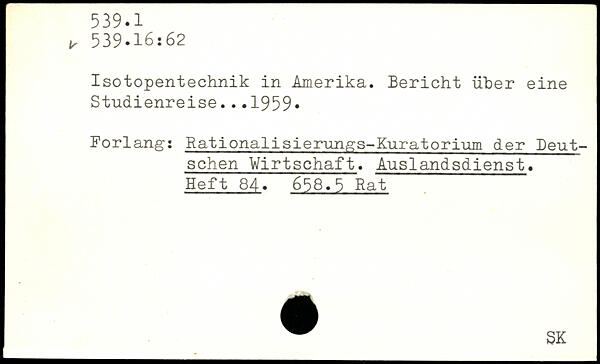 539.1
v 539.16:62
Isotopentechnik in Amerika. Bericht über eine
Studienreise...1959.
Forlang: Rationalisierungs-Kuratorium der Deut-
schen Wirtschaft. Auslandsdienst.
Heft 84. 658.5 Rat
SK